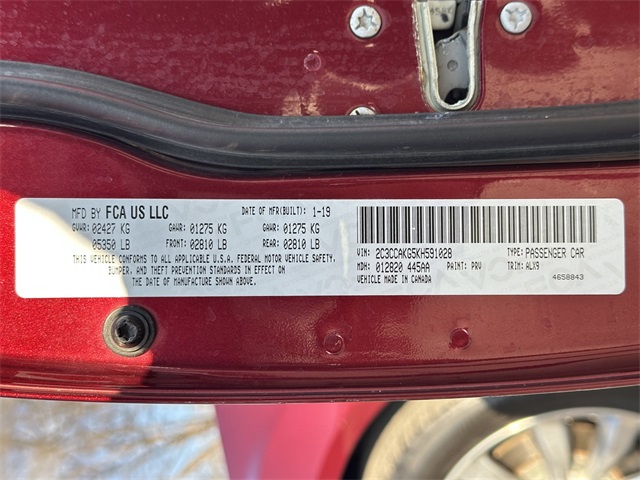 MFD BY FCA US LLC DATE OF MFR(BUILT): 1-19
GVWR: 02427 KG GAWR: 01275 KG GAWR: 01275 KG
05350 LB FRONT: 02810 LB REAR: 02810 LB
THIS VEHICLE CONFORMS TO ALL APPLICABLE U.S.A. FEDERAL MOTOR VEHICLE SAFETY,
BUMPER, AND THEFT PREVENTION STANDARDS IN EFFECT ON
THE DATE OF MANUFACTURE SHOWN ABOVE.
VIN: 2C3CCAKG5KH591028 TYPE: PASSENGER CAR
MDH: 012820 445AA PAINT: PRV TRIM: ALX9
VEHICLE MADE IN CANADA 4658843